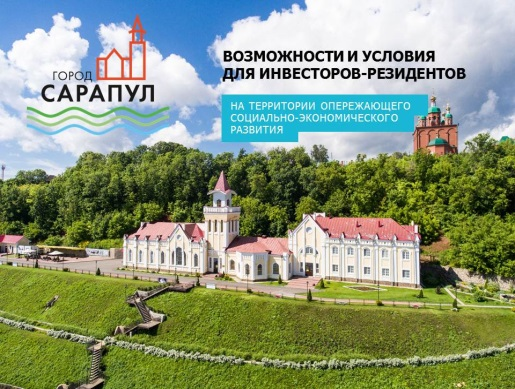 ГОРОД
САРАПУЛ
ВОЗМОЖНОСТИ И УСЛОВИЯ
ДЛЯ ИНВЕСТОРОВ-РЕЗИДЕНТОВ
НА ТЕРРИТОРИИ ОПЕРЕЖАЮЩЕГО
СОЦИАЛЬНО-ЭКОНОМИЧЕСКОГО
РАЗВИТИЯ